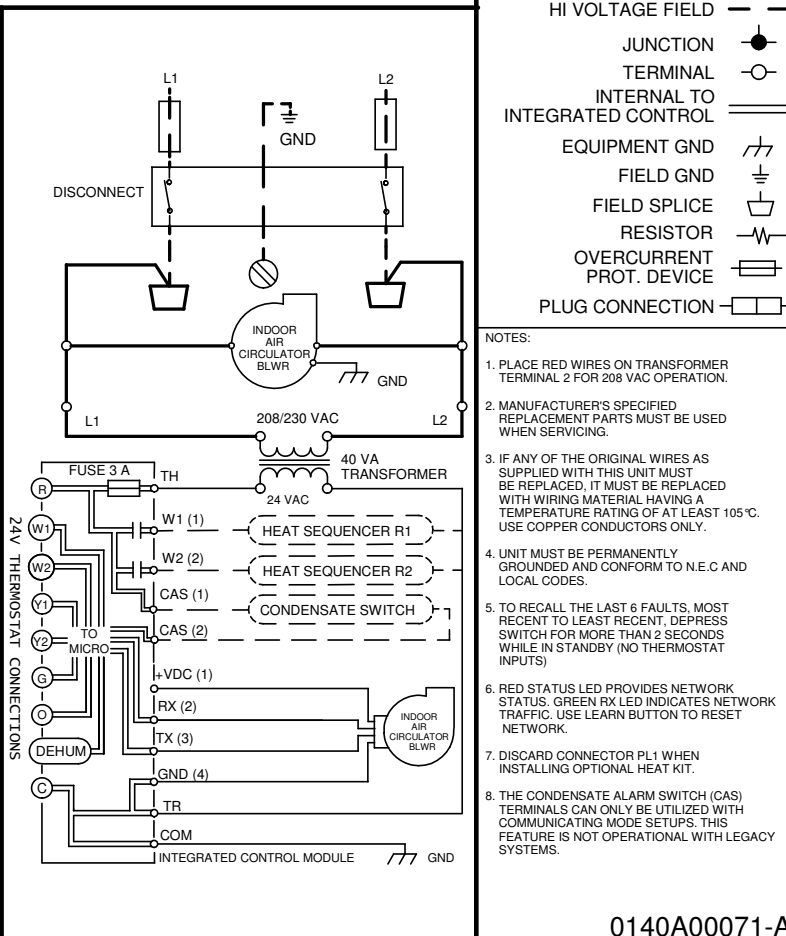 HI VOLTAGE FIELD
JUNCTION
TERMINAL
INTERNAL TO
INTEGRATED CONTROL
EQUIPMENT GND
FIELD GND
FIELD SPLICE
RESISTOR
OVERCURRENT
PROT. DEVICE
PLUG CONNECTION
L1
L2
GND
DISCONNECT
INDOOR
AIR
CIRCULATOR
BLWR
GND
L1
208/230 VAC
L2
40 VA
TRANSFORMER
24 VAC
FUSE 3 A
TH
R
W1
W2
Y1
Y2
G
O
DEHUM
C
24V THERMOSTAT CONNECTIONS
TO
MICRO
W1 (1)
HEAT SEQUENCER R1
W2 (2)
HEAT SEQUENCER R2
CAS (1)
CONDENSATE SWITCH
CAS (2)
+VDC (1)
RX (2)
TX (3)
GND (4)
INDOOR
AIR
CIRCULATOR
BLWR
TR
COM
INTEGRATED CONTROL MODULE
GND
NOTES:
1. PLACE RED WIRES ON TRANSFORMER
TERMINAL 2 FOR 208 VAC OPERATION.
2. MANUFACTURER'S SPECIFIED
REPLACEMENT PARTS MUST BE USED
WHEN SERVICING.
3. IF ANY OF THE ORIGINAL WIRES AS
SUPPLIED WITH THIS UNIT MUST
BE REPLACED, IT MUST BE REPLACED
WITH WIRING MATERIAL HAVING A
TEMPERATURE RATING OF AT LEAST 105°C.
USE COPPER CONDUCTORS ONLY.
4. UNIT MUST BE PERMANENTLY
GROUNDED AND CONFORM TO N.E.C AND
LOCAL CODES.
5. TO RECALL THE LAST 6 FAULTS, MOST
RECENT TO LEAST RECENT, DEPRESS
SWITCH FOR MORE THAN 2 SECONDS
WHILE IN STANDBY (NO THERMOSTAT
INPUTS)
6. RED STATUS LED PROVIDES NETWORK
STATUS. GREEN RX LED INDICATES NETWORK
TRAFFIC. USE LEARN BUTTON TO RESET
NETWORK.
7. DISCARD CONNECTOR PL1 WHEN
INSTALLING OPTIONAL HEAT KIT.
8. THE CONDENSATE ALARM SWITCH (CAS)
TERMINALS CAN ONLY BE UTILIZED WITH
COMMUNICATING MODE SETUPS. THIS
FEATURE IS NOT OPERATIONAL WITH LEGACY
SYSTEMS.
0140A00071-A